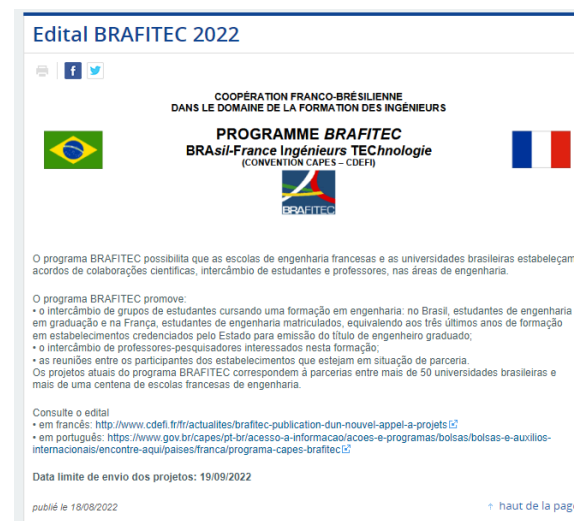 Edital BRAFITEC 2022
COOPÉRATION FRANCO-BRÉSILIENNE
DANS LE DOMAINE DE LA FORMATION DES INGÉNIEURS
PROGRAMME BRAFITEC
BRAsil-France Ingénieurs TEChnologie
(CONVENTION CAPES – CDEFI)
BRAFITEC
O programa BRAFITEC possibilita que as escolas de engenharia francesas e as universidades brasileiras estabeleçam
acordos de colaborações cientificas, intercâmbio de estudantes e professores, nas áreas de engenharia.
O programa BRAFITEC promove:
• o intercâmbio de grupos de estudantes cursando uma formação em engenharia: no Brasil, estudantes de engenharia
em graduação e na França, estudantes de engenharia matriculados, equivalendo aos três últimos anos de formação
em estabelecimentos credenciados pelo Estado para emissão do título de engenheiro graduado;
• o intercâmbio de professores-pesquisadores interessados nesta formação;
• as reuniões entre os participantes dos estabelecimentos que estejam em situação de parceria.
Os projetos atuais do programa BRAFITEC correspondem à parcerias entre mais de 50 universidades brasileiras e
mais de uma centena de escolas francesas de engenharia.
Consulte o edital
• em francês: http://www.cdefi.fr/fr/actualites/brafitec-publication-dun-nouvel-appel-a-projets
• em português: https://www.gov.br/capes/pt-br/acesso-a-informacao/acoes-e-programas/bolsas/bolsas-e-auxilios-
internacionais/encontre-aqui/paises/franca/programa-capes-brafitec
Data limite de envio dos projetos: 19/09/2022
publié le 18/08/2022
↑ haut de la page